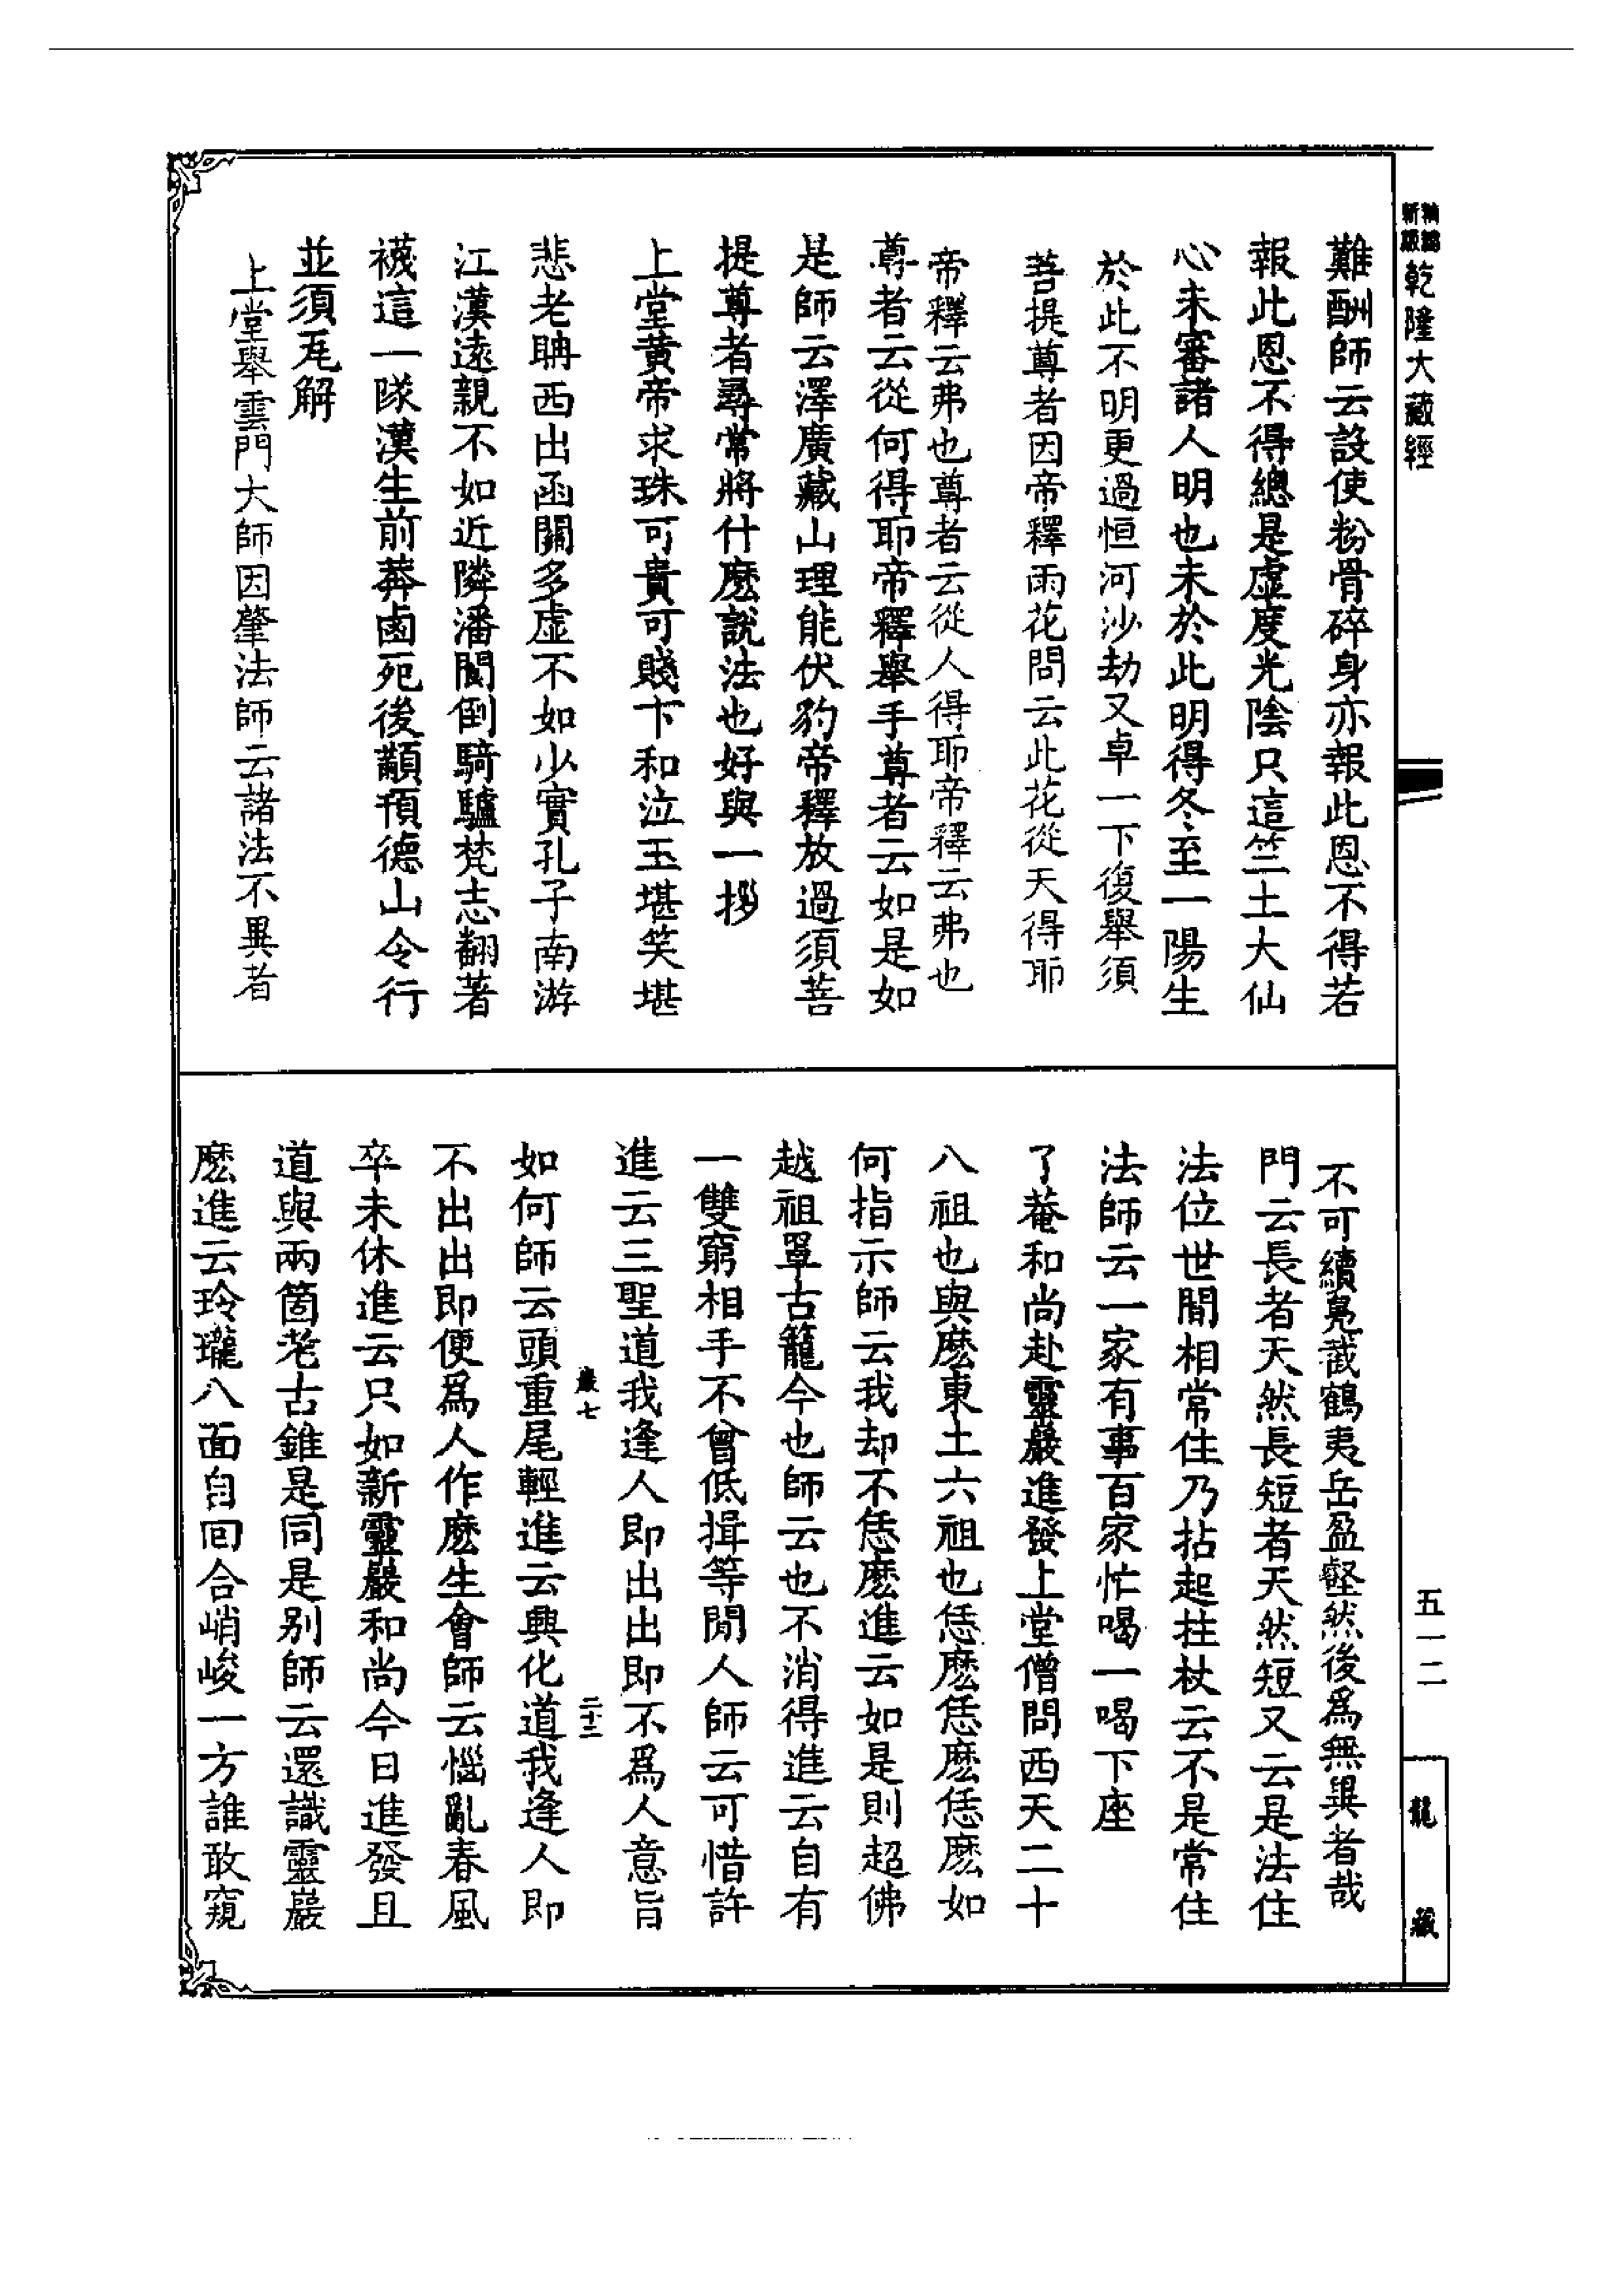 新編
縮版
乾隆大藏經
難酬師云設使粉骨碎身亦報此恩不得若
報此恩不得總是虛度光陰只這竺土大仙
心未審諸人明也未於此明得冬至一陽生
於此不明更過恒河沙劫又卓一下復舉須
菩提尊者因帝釋雨花問云此花從天得耶
帝釋云弗也尊者云從人得耶帝釋云弗也
尊者云從何得耶帝釋舉手尊者云如是如
是師云澤廣藏山理能伏豹帝釋放過須菩
提尊者尋常將什麽說法也好與一拶
上堂黄帝求珠可貴可賤卞和泣玉堪笑堪
悲老聃西出函關多虛不如少實孔子南游
江漢遠親不如近隣潘閬倒騎驢梵志翻著
襪這一隊漢生前莽鹵死後顢頇德山令行
並須瓦解
上堂舉雲門大師因肇法師云諸法不異者
不可續鳧截鶴夷岳盈壑然後爲無異者哉
門云長者天然長短者天然短又云是法住
法位世間相常住乃拈起拄杖云不是常住
法師云一家有事百家忙喝一喝下座
了菴和尚赴靈巖進發上堂僧問西天二十
八祖也與麽東土六祖也恁麽恁麽恁麽如
何指示師云我却不恁麽進云如是則超佛
越祖罩古籠今也師云也不消得進云自有
一雙窮相手不曾低揖等閒人師云可惜許
進云三聖道我逢人即出出即不爲人意旨
巖七
二十二
如何師云頭重尾輕進云興化道我逢人即
不出出即便爲人作麽生會師云惱亂春風
卒未休進云只如新靈巖和尚今日進發且
道與兩箇老古錐是同是别師云還識靈巖
麽進云玲瓏八面自回合峭峻一方誰敢窺
五一二
龍藏